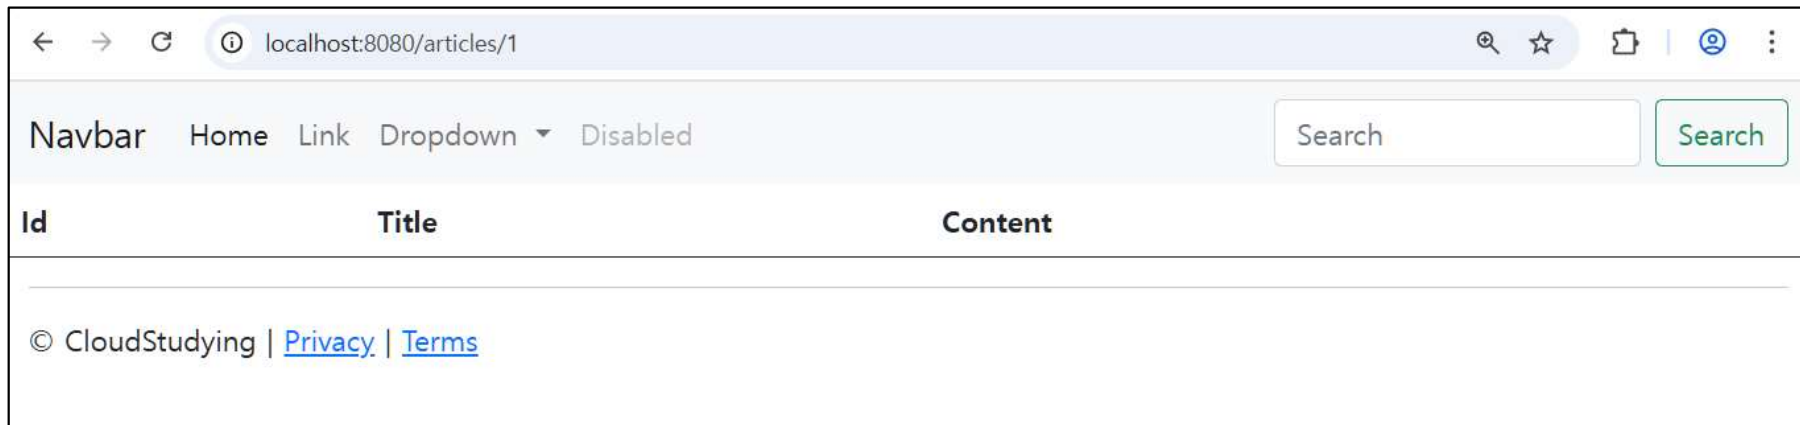 localhost:8080/articles/1
Navbar Home Link Dropdown Disabled Search Search
Id Title Content
© CloudStudying | Privacy | Terms